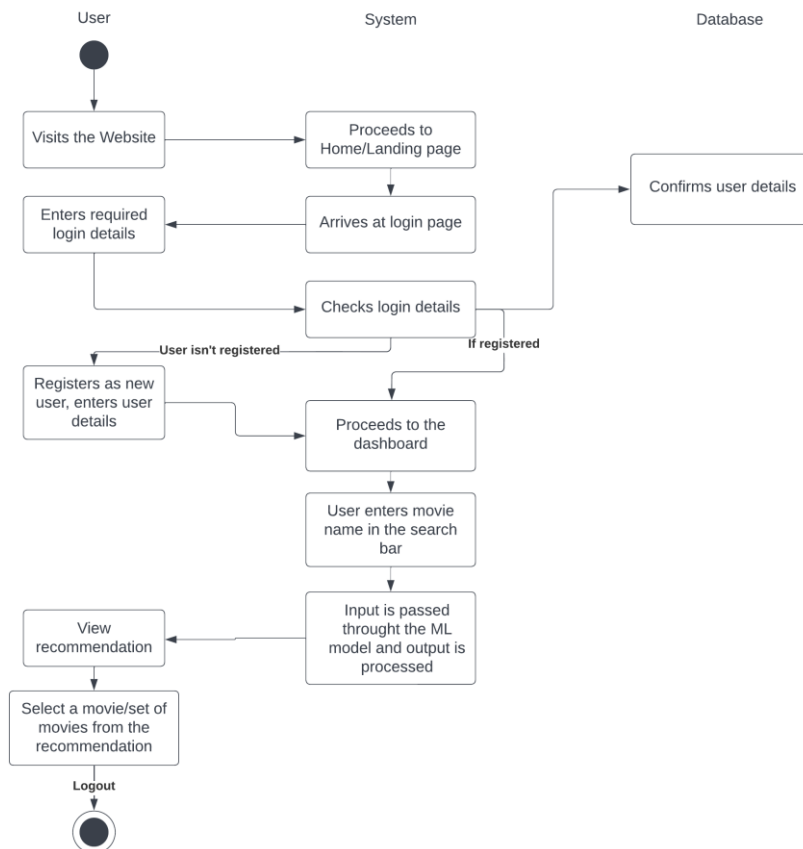 User
System
Database
Visits the Website
Proceeds to
Home/Landing page
Confirms user details
Enters required
login details
Arrives at login page
Checks login details
User isn't registered
If registered
Registers as new
user, enters user
details
Proceeds to the
dashboard
User enters movie
name in the search
bar
Input is passed
throught the ML
model and output is
processed
View
recommendation
Select a movie/set of
movies from the
recommendation
Logout